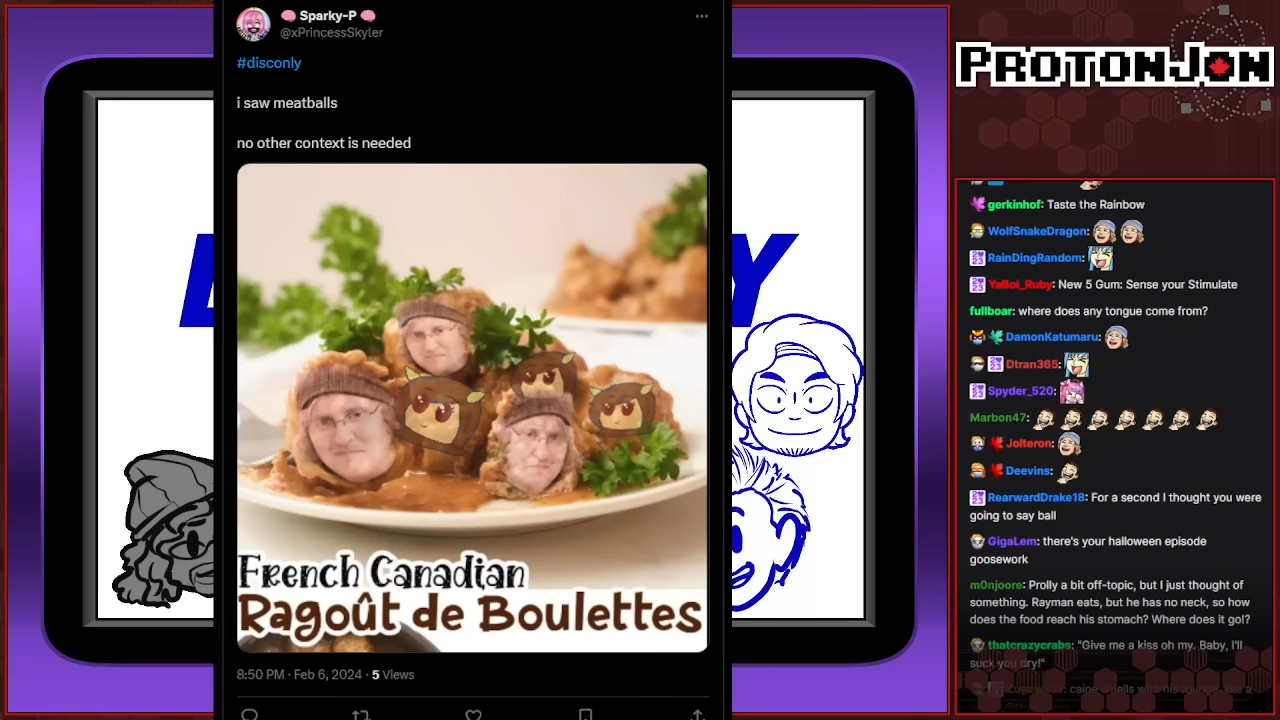 Sparky-P
@xPrincessSkyler
#disconly
i saw meatballs
no other context is needed
French Canadian
Ragoût de Boulettes
8:50 PM · Feb 6, 2024 · 5 Views
Y
PROTONJON
gerkinhof: Taste the Rainbow
WolfSnakeDragon:
RainDingRandom:
YaBoi_Ruby: New 5 Gum: Sense your Stimulate
fullboar: where does any tongue come from?
DamonKatumaru:
Dtran365:
Spyder_520:
Marbon47:
Jolteron:
Deevins:
RearwardDrake18: For a second I thought you were
going to say ball
GigaLem: there's your halloween episode
goosework
m0njoore: Prolly a bit off-topic, but I just thought of
something. Rayman eats, but he has no neck, so how
does the food reach his stomach? Where does it go!?
thatcrazycrabs: "Give me a kiss oh my. Baby, I'll
suck you dry!"